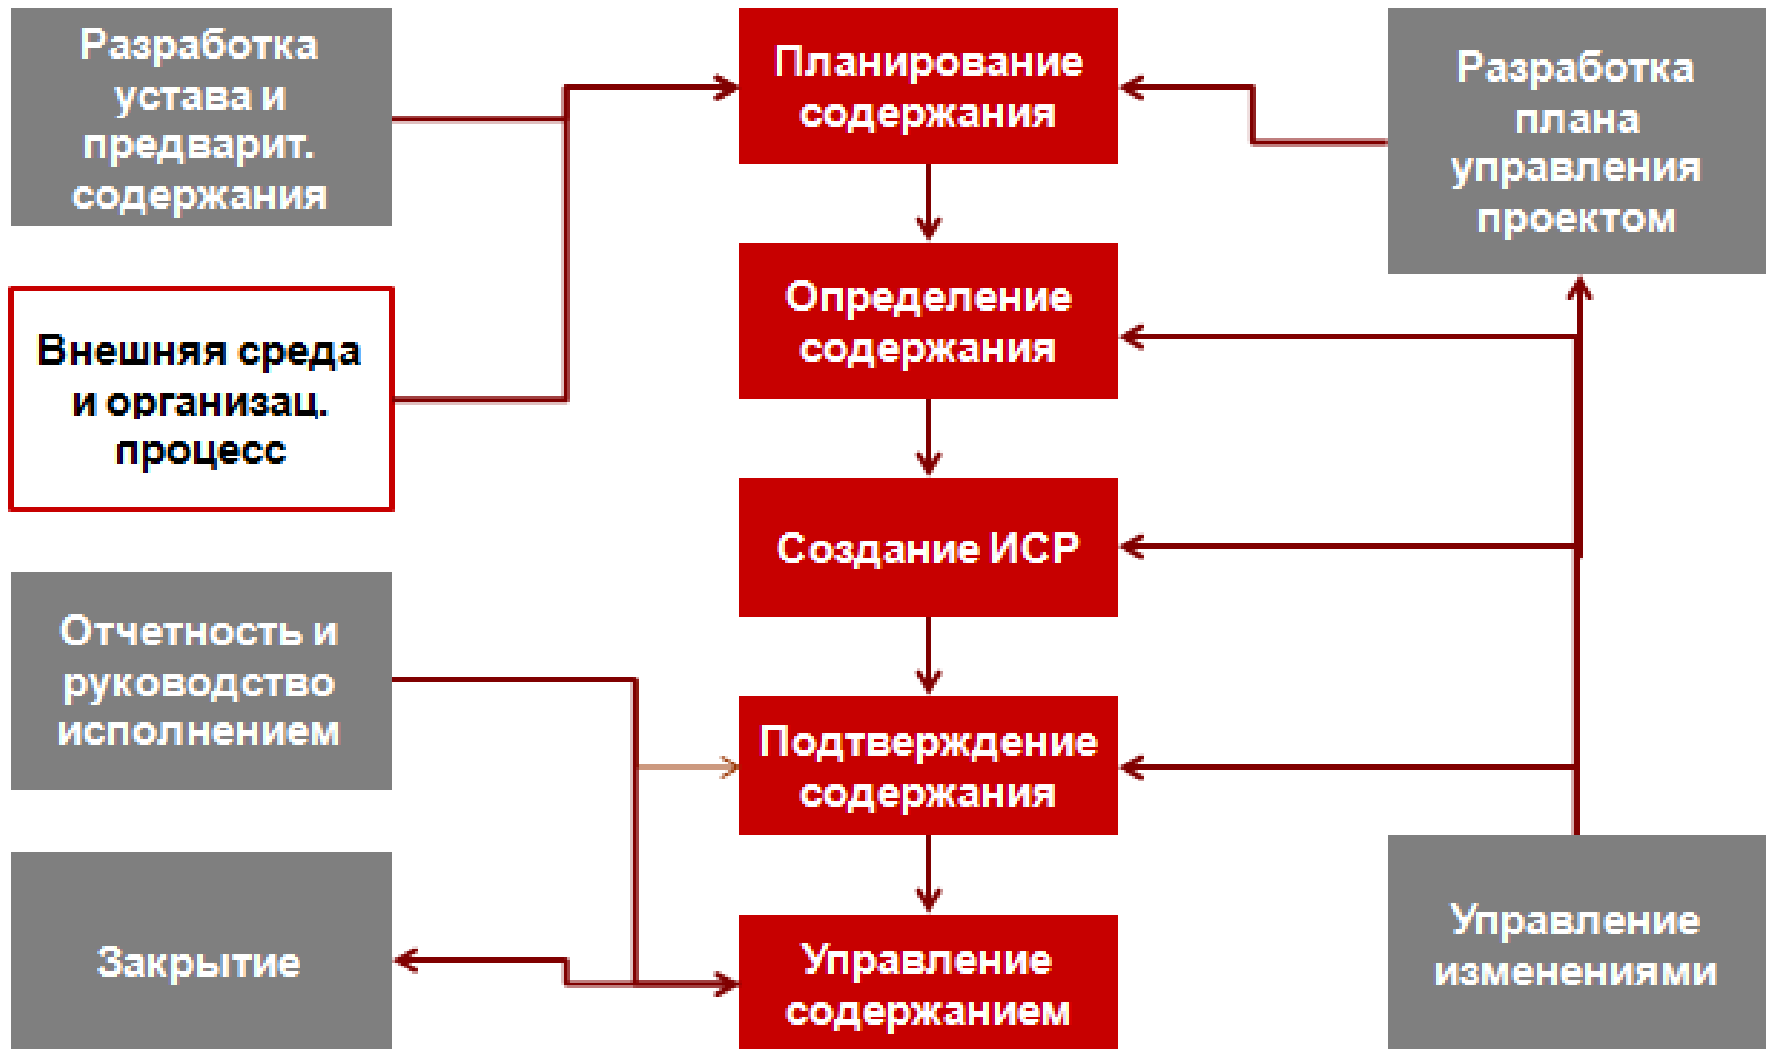 Разработка
устава и
предварит.
содержания
Планирование
содержания
Разработка
плана
управления
проектом
Внешняя среда
и организац.
процесс
Определение
содержания
Создание ИСР
Отчетность и
руководство
исполнением
Подтверждение
содержания
Закрытие
Управление
содержанием
Управление
изменениями